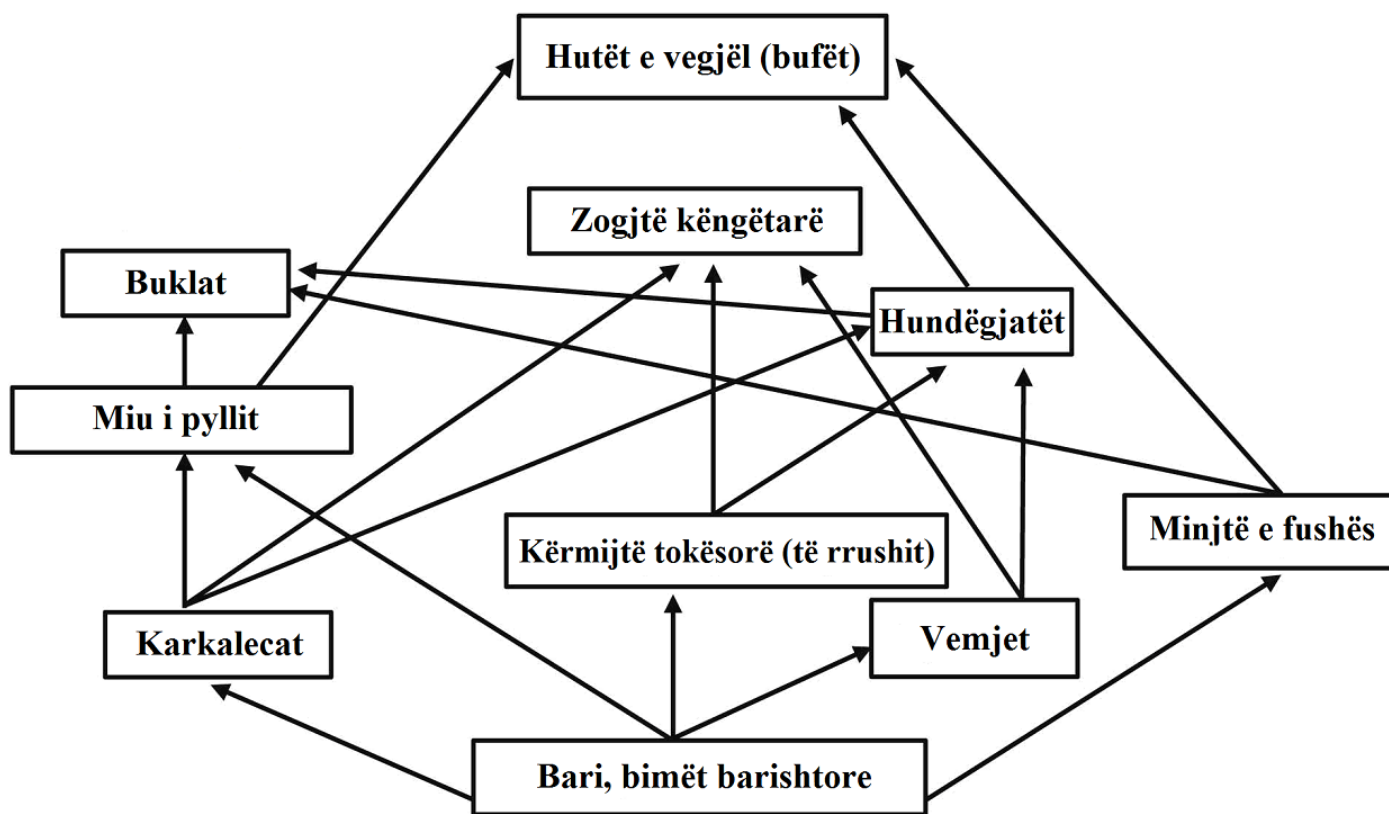 Hutët e vegjël (bufët)
Zogjtë këngëtarë
Buklat
Hundëgjatët
Miu i pyllit
Minjtë e fushës
Kërmijtë tokësorë (të rrushit)
Karkalecat
Vemjet
Bari, bimët barishtore